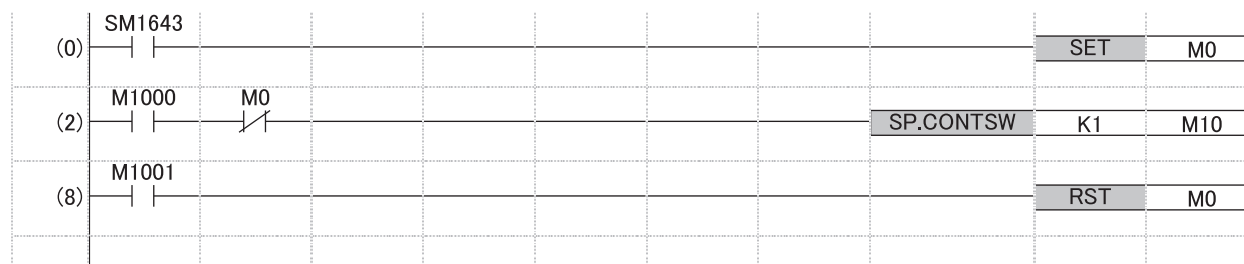 SM1643
(0) SET M0
M1000 M0
(2) SP.CONTSW K1 M10
M1001
(8) RST M0